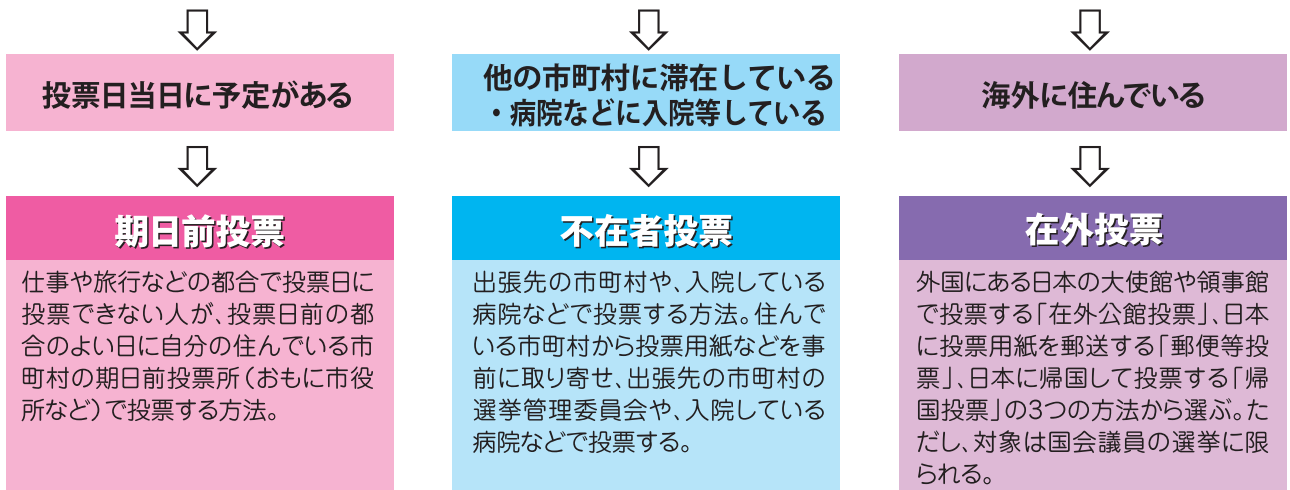 投票日当日に予定がある
他の市町村に滞在している
・病院などに入院等している
海外に住んでいる
期日前投票
仕事や旅行などの都合で投票日に
投票できない人が、投票日前の都
合のよい日に自分の住んでいる市
町村の期日前投票所（おもに市役
所など）で投票する方法。
不在者投票
出張先の市町村や、入院している
病院などで投票する方法。住んで
いる市町村から投票用紙などを事
前に取り寄せ、出張先の市町村の
選挙管理委員会や、入院している
病院などで投票する。
在外投票
外国にある日本の大使館や領事館
で投票する「在外公館投票」、日本
に投票用紙を郵送する「郵便等投
票」、日本に帰国して投票する「帰
国投票」の3つの方法から選ぶ。た
だし、対象は国会議員の選挙に限
られる。